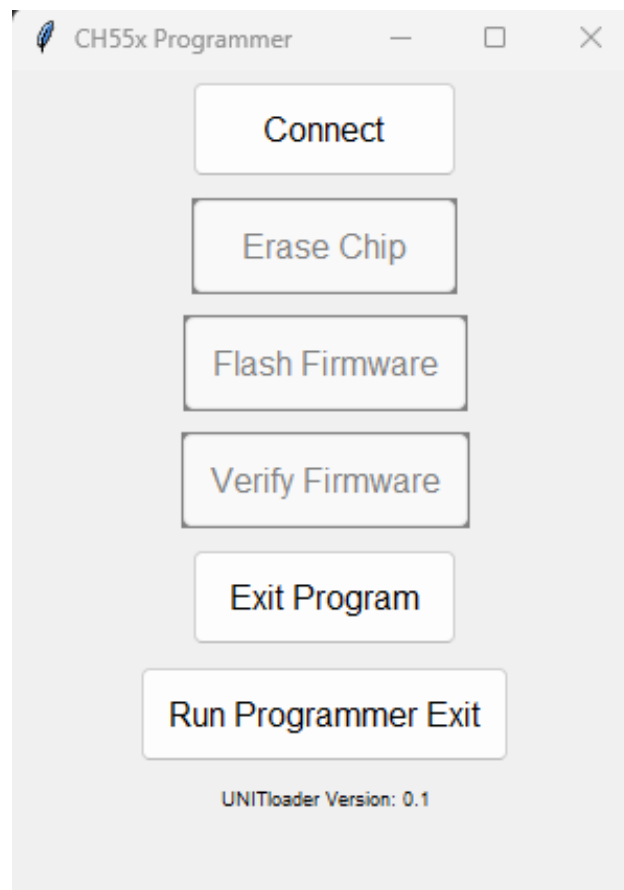 CH55x Programmer
Connect
Erase Chip
Flash Firmware
Verify Firmware
Exit Program
Run Programmer Exit
UNITloader Version: 0.1